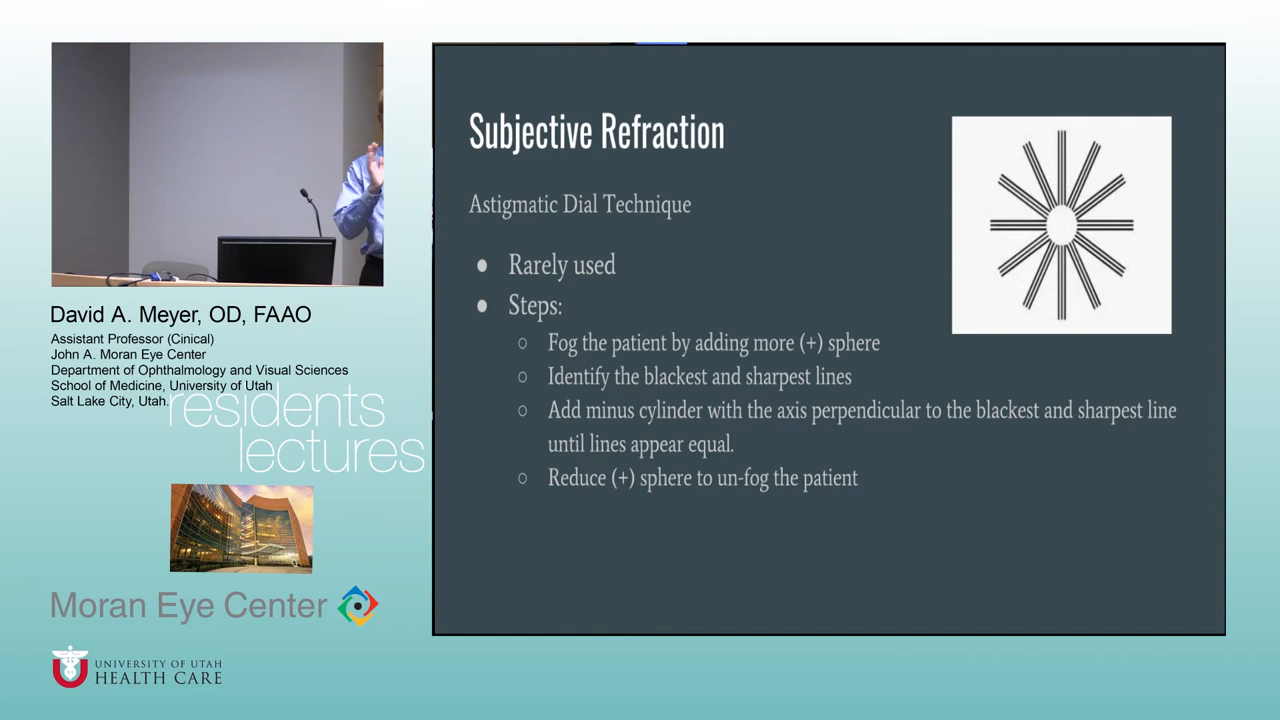 David A. Meyer, OD, FAAO
Assistant Professor (Cinical)
John A. Moran Eye Center
Department of Ophthalmology and Visual Sciences
School of Medicine, University of Utah
Salt Lake City, Utah.
residents
lectures
Moran Eye Center
UNIVERSITY OF UTAH
HEALTH CARE
Subjective Refraction
Astigmatic Dial Technique
● Rarely used
● Steps:
○ Fog the patient by adding more (+) sphere
○ Identify the blackest and sharpest lines
○ Add minus cylinder with the axis perpendicular to the blackest and sharpest line
until lines appear equal.
○ Reduce (+) sphere to un-fog the patient